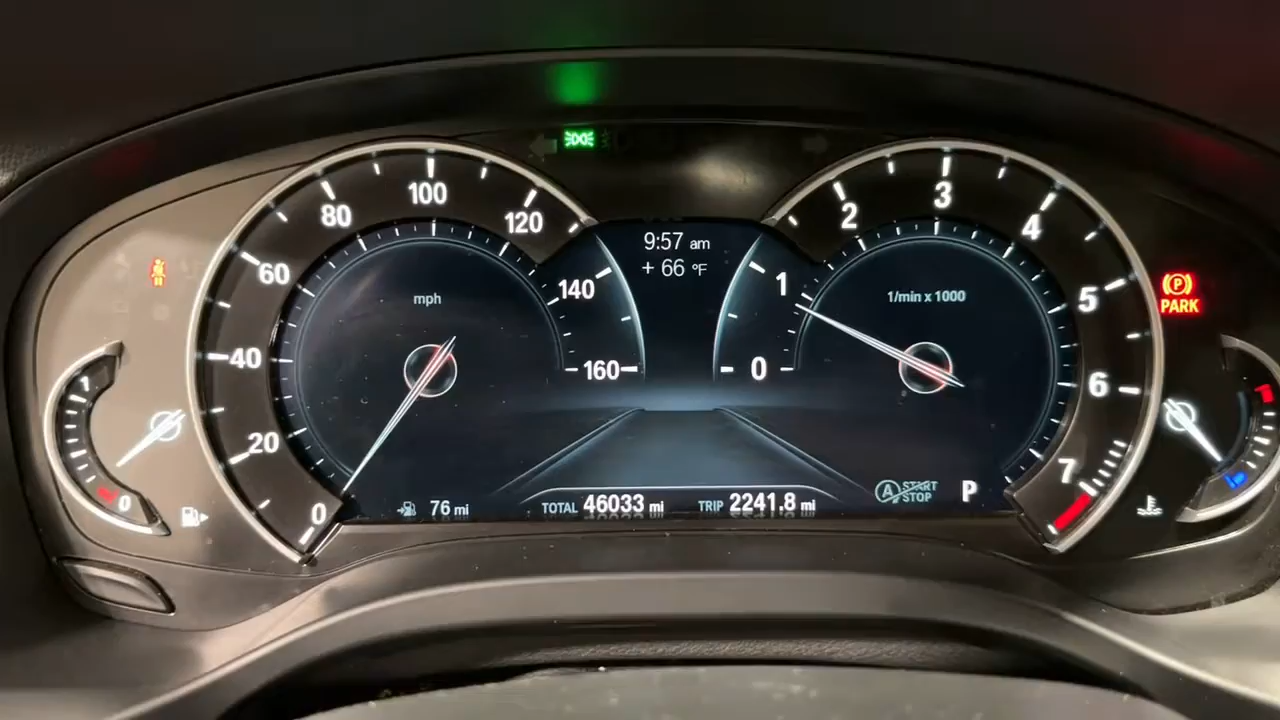 9:57 am
+ 66 °F
mph
0
20
40
60
80
100
120
140
160
1/min x 1000
0
1
2
3
4
5
6
7
PARK
P
1
0
76 mi
TOTAL 46033 mi
TRIP 2241.8 mi
A START
STOP
P